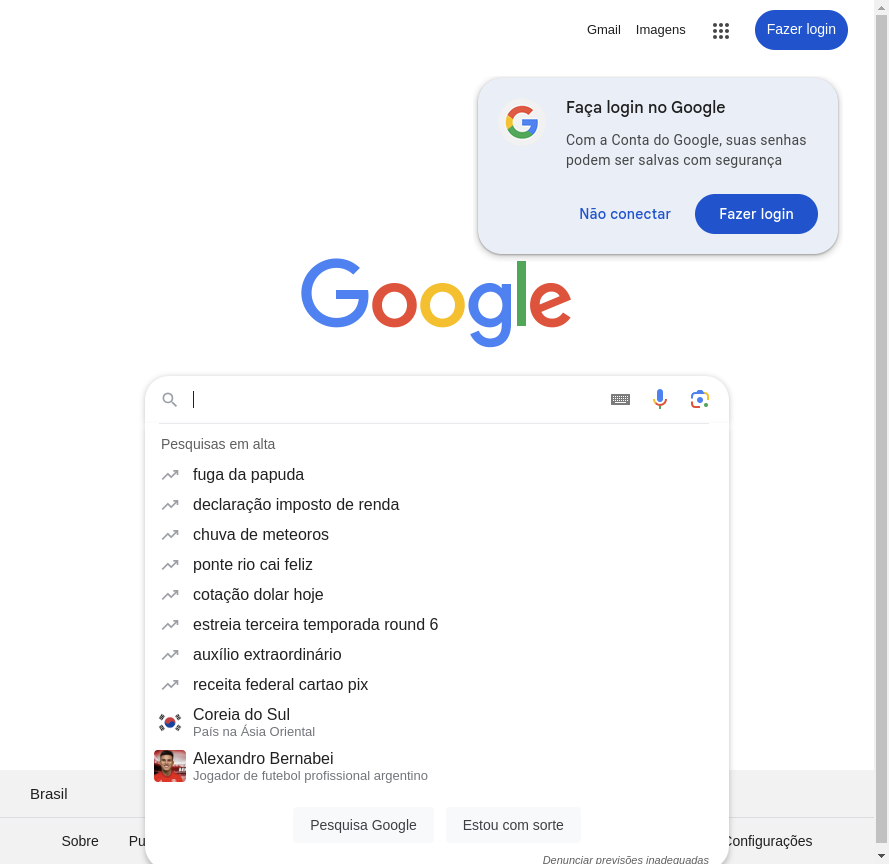 Gmail Imagens Fazer login
Faça login no Google
Com a Conta do Google, suas senhas
podem ser salvas com segurança
Não conectar Fazer login
Google
Pesquisas em alta
fuga da papuda
declaração imposto de renda
chuva de meteoros
ponte rio cai feliz
cotação dolar hoje
estreia terceira temporada round 6
auxílio extraordinário
receita federal cartao pix
Coreia do Sul
País na Ásia Oriental
Alexandro Bernabei
Jogador de futebol profissional argentino
Brasil
Pesquisa Google Estou com sorte
Sobre Pu Configurações
Denunciar previsões inadequadas